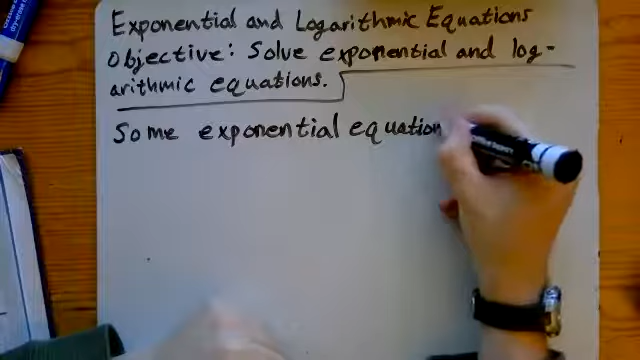 Exponential and Logarithmic Equations
Objective: Solve exponential and log-
arithmic equations.
Some exponential equation